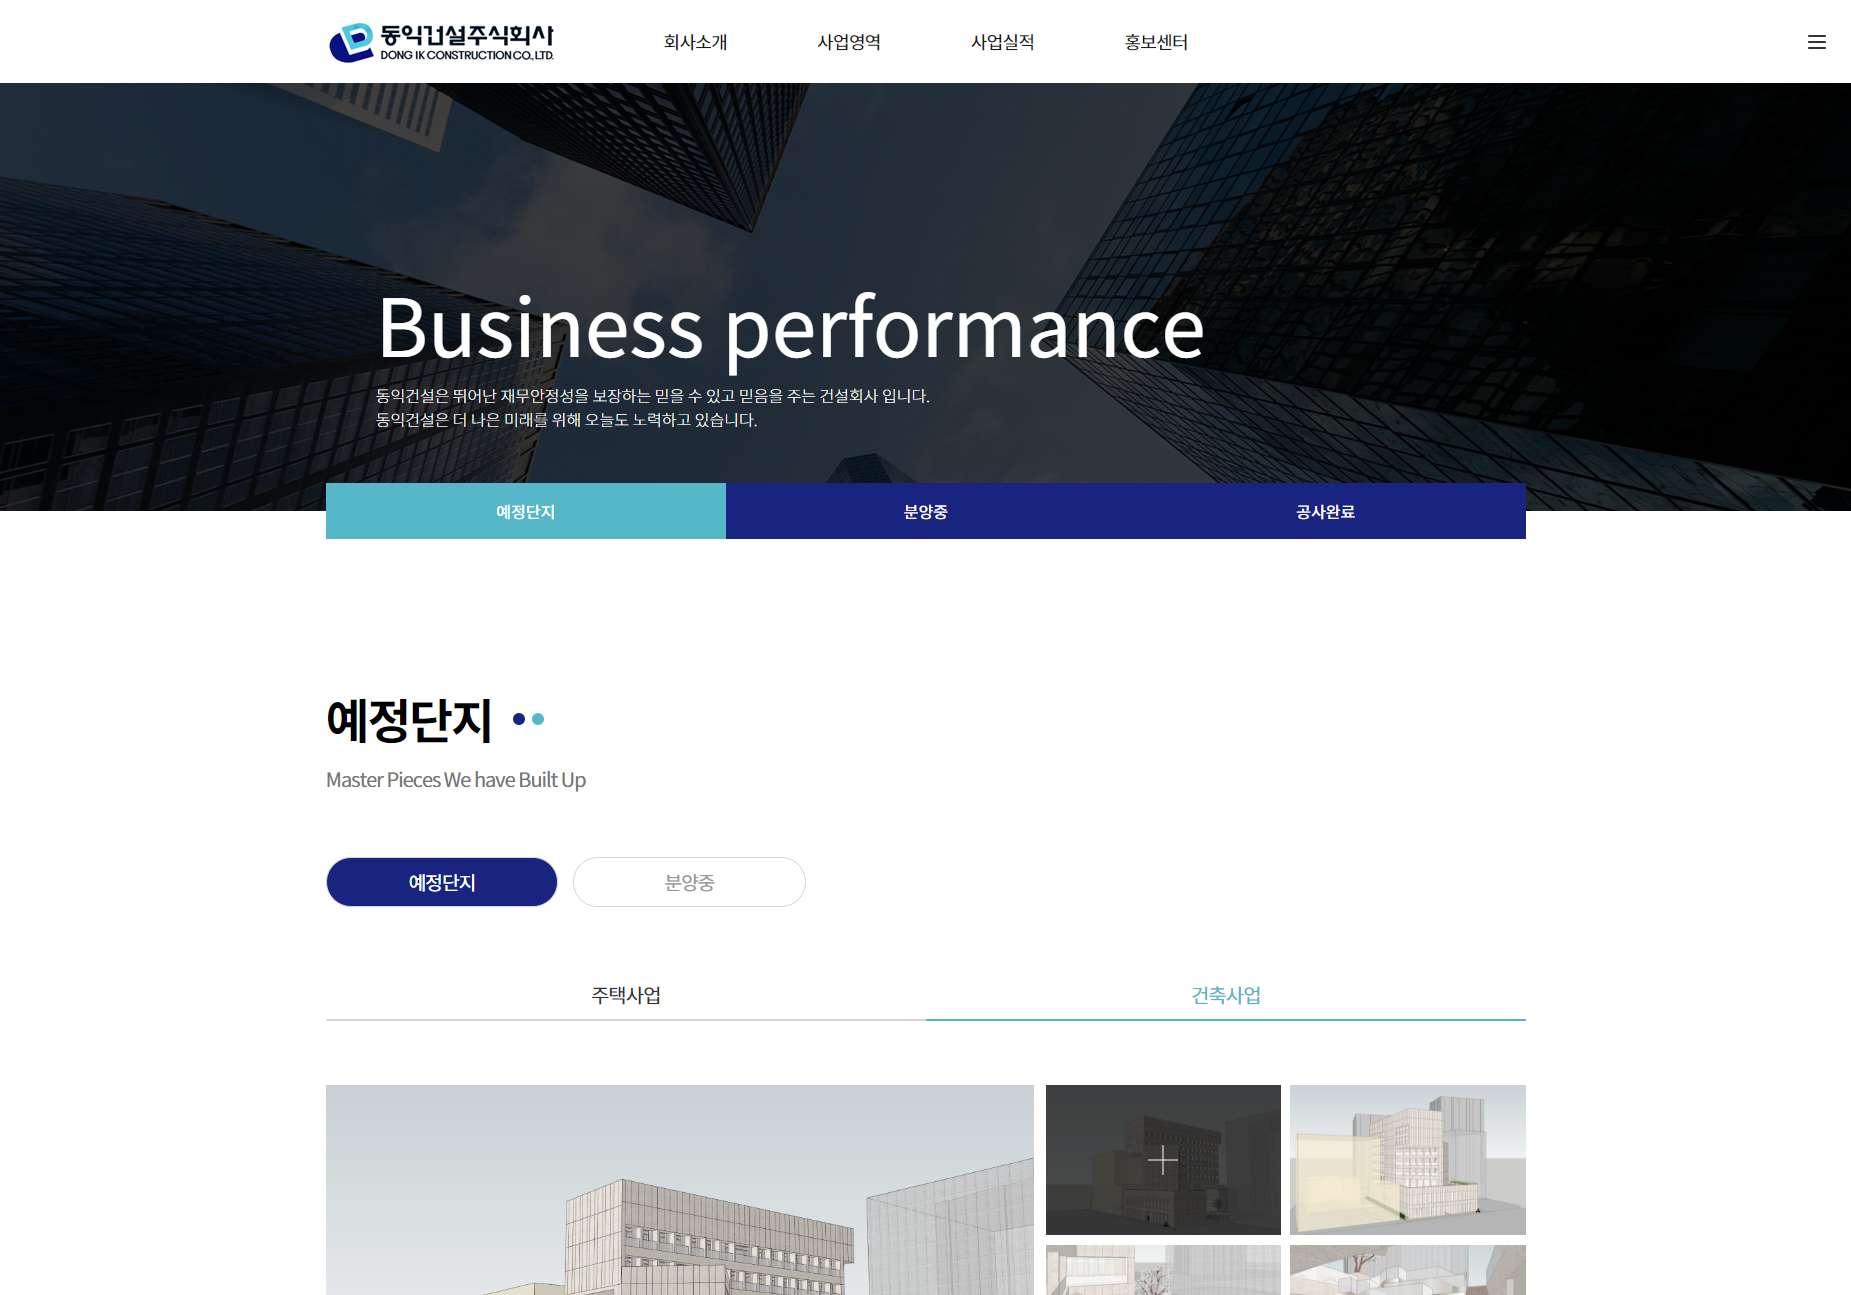 동익건설주식회사
DONG IK CONSTRUCTION CO., LTD.
회사소개
사업영역
사업실적
홍보센터
Business performance
동익건설은 뛰어난 재무안정성을 보장하는 믿을 수 있고 믿음을 주는 건설회사 입니다.
동익건설은 더 나은 미래를 위해 오늘도 노력하고 있습니다.
예정단지
분양중
공사완료
예정단지
Master Pieces We have Built Up
예정단지
분양중
주택사업
건축사업